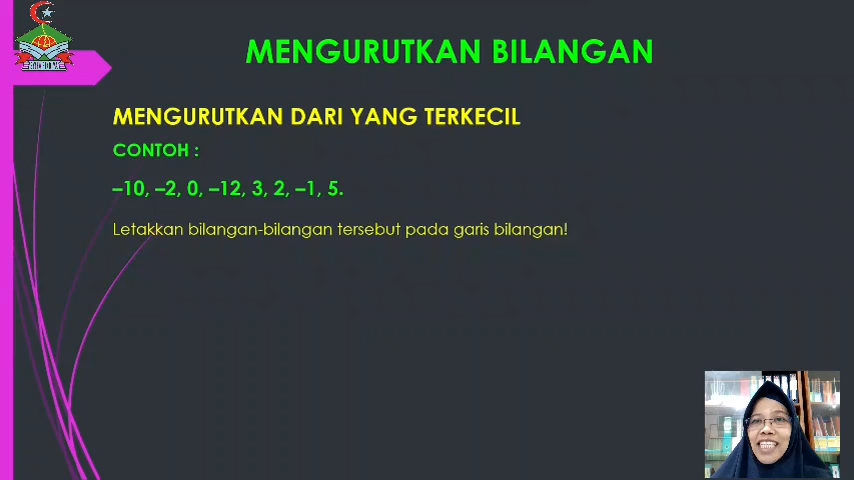 MENGURUTKAN BILANGAN
MENGURUTKAN DARI YANG TERKECIL
CONTOH :
–10, –2, 0, –12, 3, 2, –1, 5.
Letakkan bilangan-bilangan tersebut pada garis bilangan!